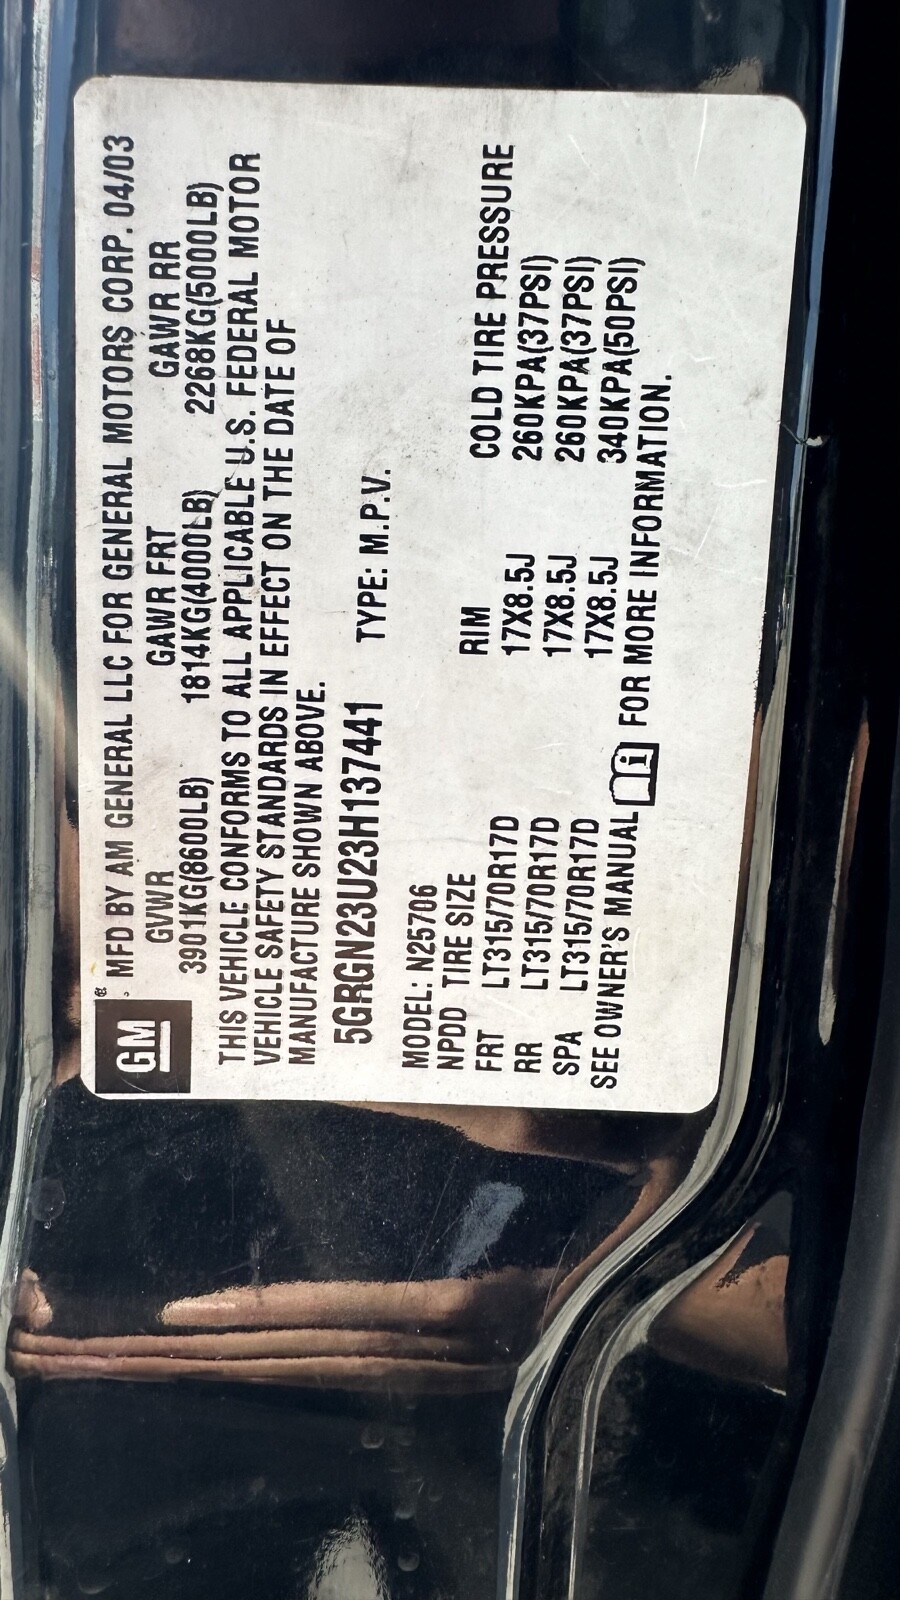 GM
MFD BY AM GENERAL LLC FOR GENERAL MOTORS CORP. 04/03
GVWR GAWR FRT GAWR RR
3901KG(8600LB) 1814KG(4000LB) 2268KG(5000LB)
THIS VEHICLE CONFORMS TO ALL APPLICABLE U.S. FEDERAL MOTOR
VEHICLE SAFETY STANDARDS IN EFFECT ON THE DATE OF
MANUFACTURE SHOWN ABOVE.
5GRGN23U23H137441 TYPE: M.P.V.
MODEL: N25706
NPDD TIRE SIZE RIM COLD TIRE PRESSURE
FRT LT315/70R17D 17X8.5J 260KPA(37PSI)
RR LT315/70R17D 17X8.5J 260KPA(37PSI)
SPA LT315/70R17D 17X8.5J 340KPA(50PSI)
SEE OWNER'S MANUAL i FOR MORE INFORMATION.